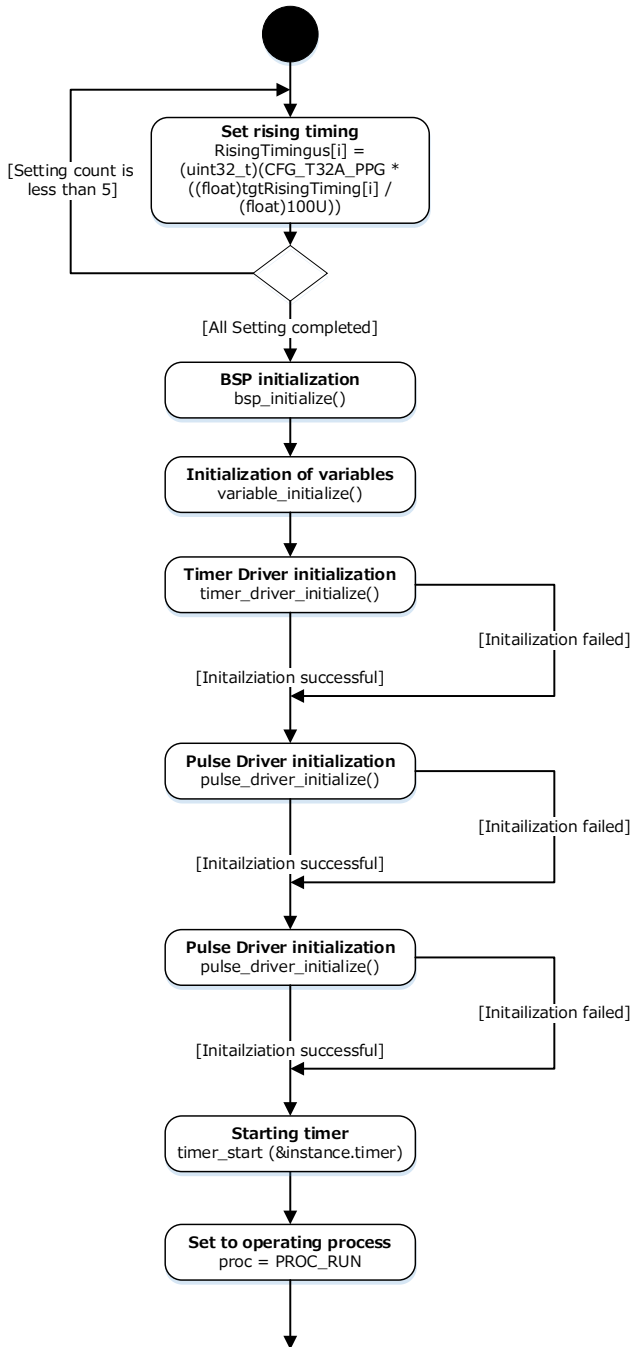 Set rising timing
RisingTimingus[i] =
(uint32_t)(CFG_T32A_PPG *
((float)tgtRisingTiming[i] /
(float)100U))
[Setting count is
less than 5]
[All Setting completed]
BSP initialization
bsp_initialize()
Initialization of variables
variable_initialize()
Timer Driver initialization
timer_driver_initialize()
[Initailization failed]
[Initailziation successful]
Pulse Driver initialization
pulse_driver_initialize()
[Initailization failed]
[Initailziation successful]
Pulse Driver initialization
pulse_driver_initialize()
[Initailization failed]
[Initailziation successful]
Starting timer
timer_start (&instance.timer)
Set to operating process
proc = PROC_RUN